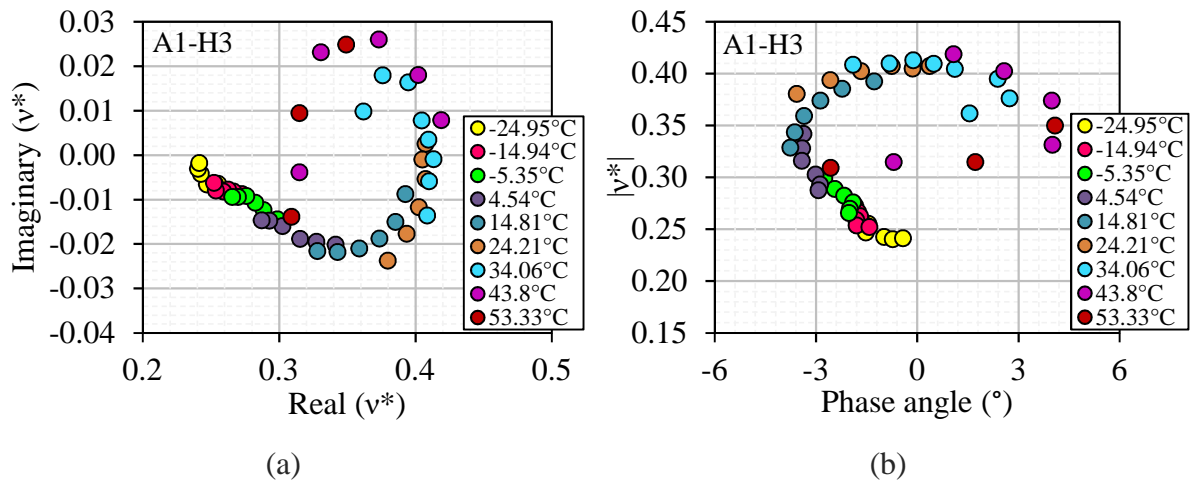 A1-H3
0.03
0.02
0.01
0.00
-0.01
-0.02
-0.03
-0.04
Imaginary (ν*)
0.2
0.3
0.4
0.5
Real (ν*)
-24.95°C
-14.94°C
-5.35°C
4.54°C
14.81°C
24.21°C
34.06°C
43.8°C
53.33°C
(a)
A1-H3
0.45
0.40
0.35
0.30
0.25
0.20
0.15
|ν*|
-6
-3
0
3
6
Phase angle (°)
-24.95°C
-14.94°C
-5.35°C
4.54°C
14.81°C
24.21°C
34.06°C
43.8°C
53.33°C
(b)